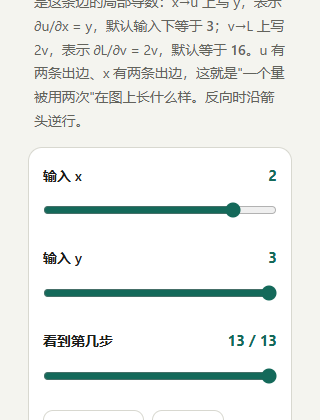 是这条边的局部导数：x→u 上写 y，表示
∂u/∂x = y，默认输入下等于 3；v→L 上写
2v，表示 ∂L/∂v = 2v，默认等于 16。u 有
两条出边、x 有两条出边，这就是"一个量
被用两次"在图上长什么样。反向时沿箭
头逆行。
输入 x 2
输入 y 3
看到第几步 13 / 13